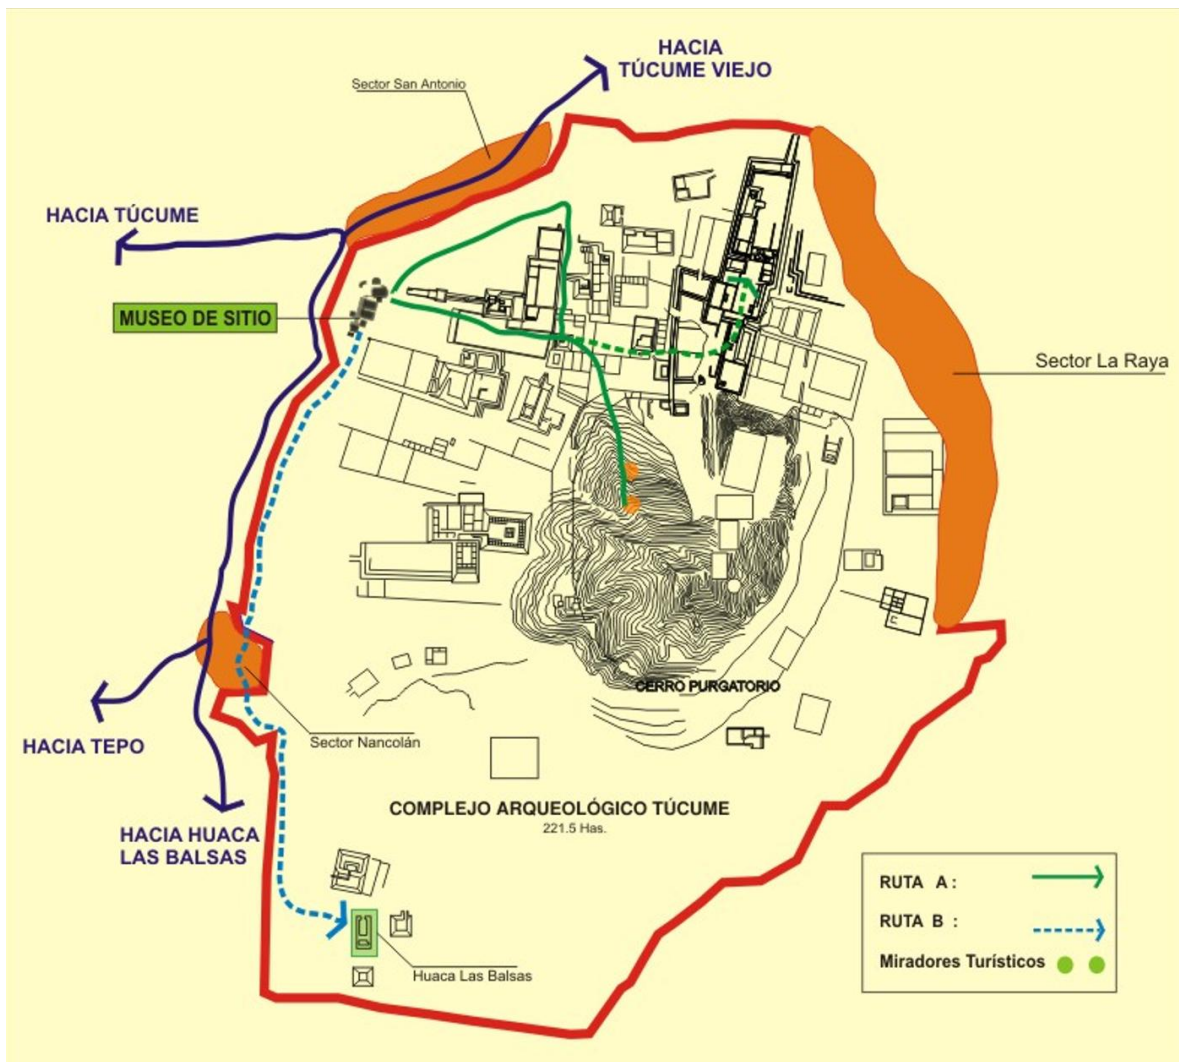 HACIA
TÚCUME VIEJO
Sector San Antonio
HACIA TÚCUME
MUSEO DE SITIO
Sector La Raya
CERRO PURGATORIO
HACIA TEPO
Sector Nancolán
COMPLEJO ARQUEOLÓGICO TÚCUME
221.5 Has.
HACIA HUACA
LAS BALSAS
RUTA A :
RUTA B :
Miradores Turísticos
Huaca Las Balsas